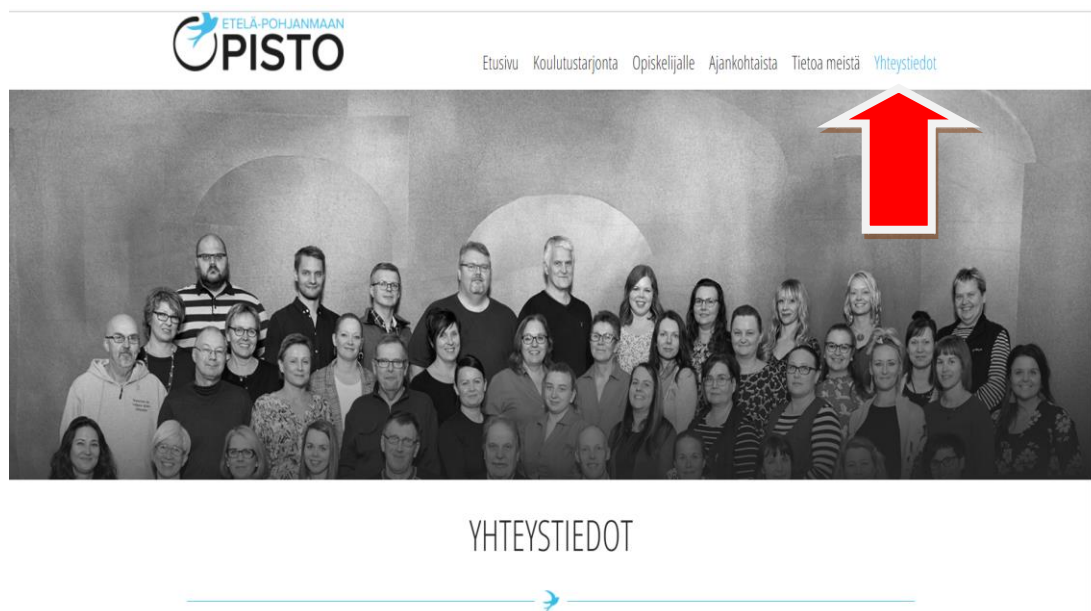 ETELÄ-POHJANMAAN
OPISTO
Etusivu Koulutustarjonta Opiskelijalle Ajankohtaista Tietoa meistä Yhteystiedot
YHTEYSTIEDOT